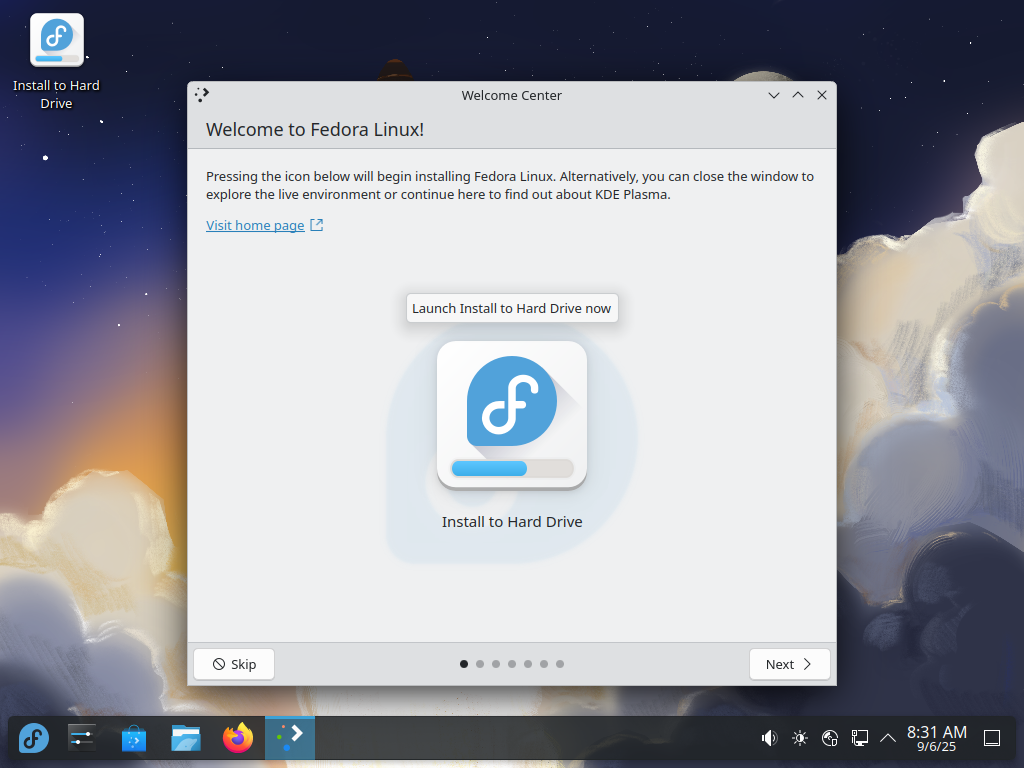 Install to Hard
Drive
Welcome Center
Welcome to Fedora Linux!
Pressing the icon below will begin installing Fedora Linux. Alternatively, you can close the window to
explore the live environment or continue here to find out about KDE Plasma.
Visit home page
Launch Install to Hard Drive now
Install to Hard Drive
Skip
Next
8:31 AM
9/6/25